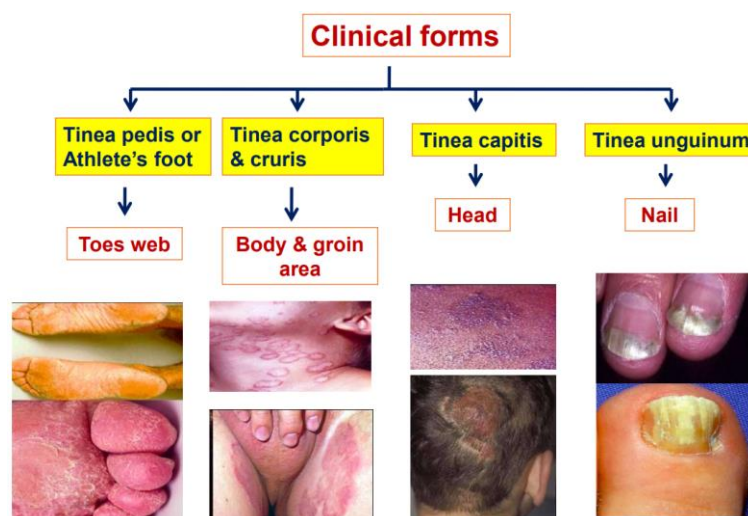 Clinical forms
Tinea pedis or
Athlete's foot
Tinea corporis
& cruris
Tinea capitis
Tinea unguinum
Toes web
Body & groin
area
Head
Nail